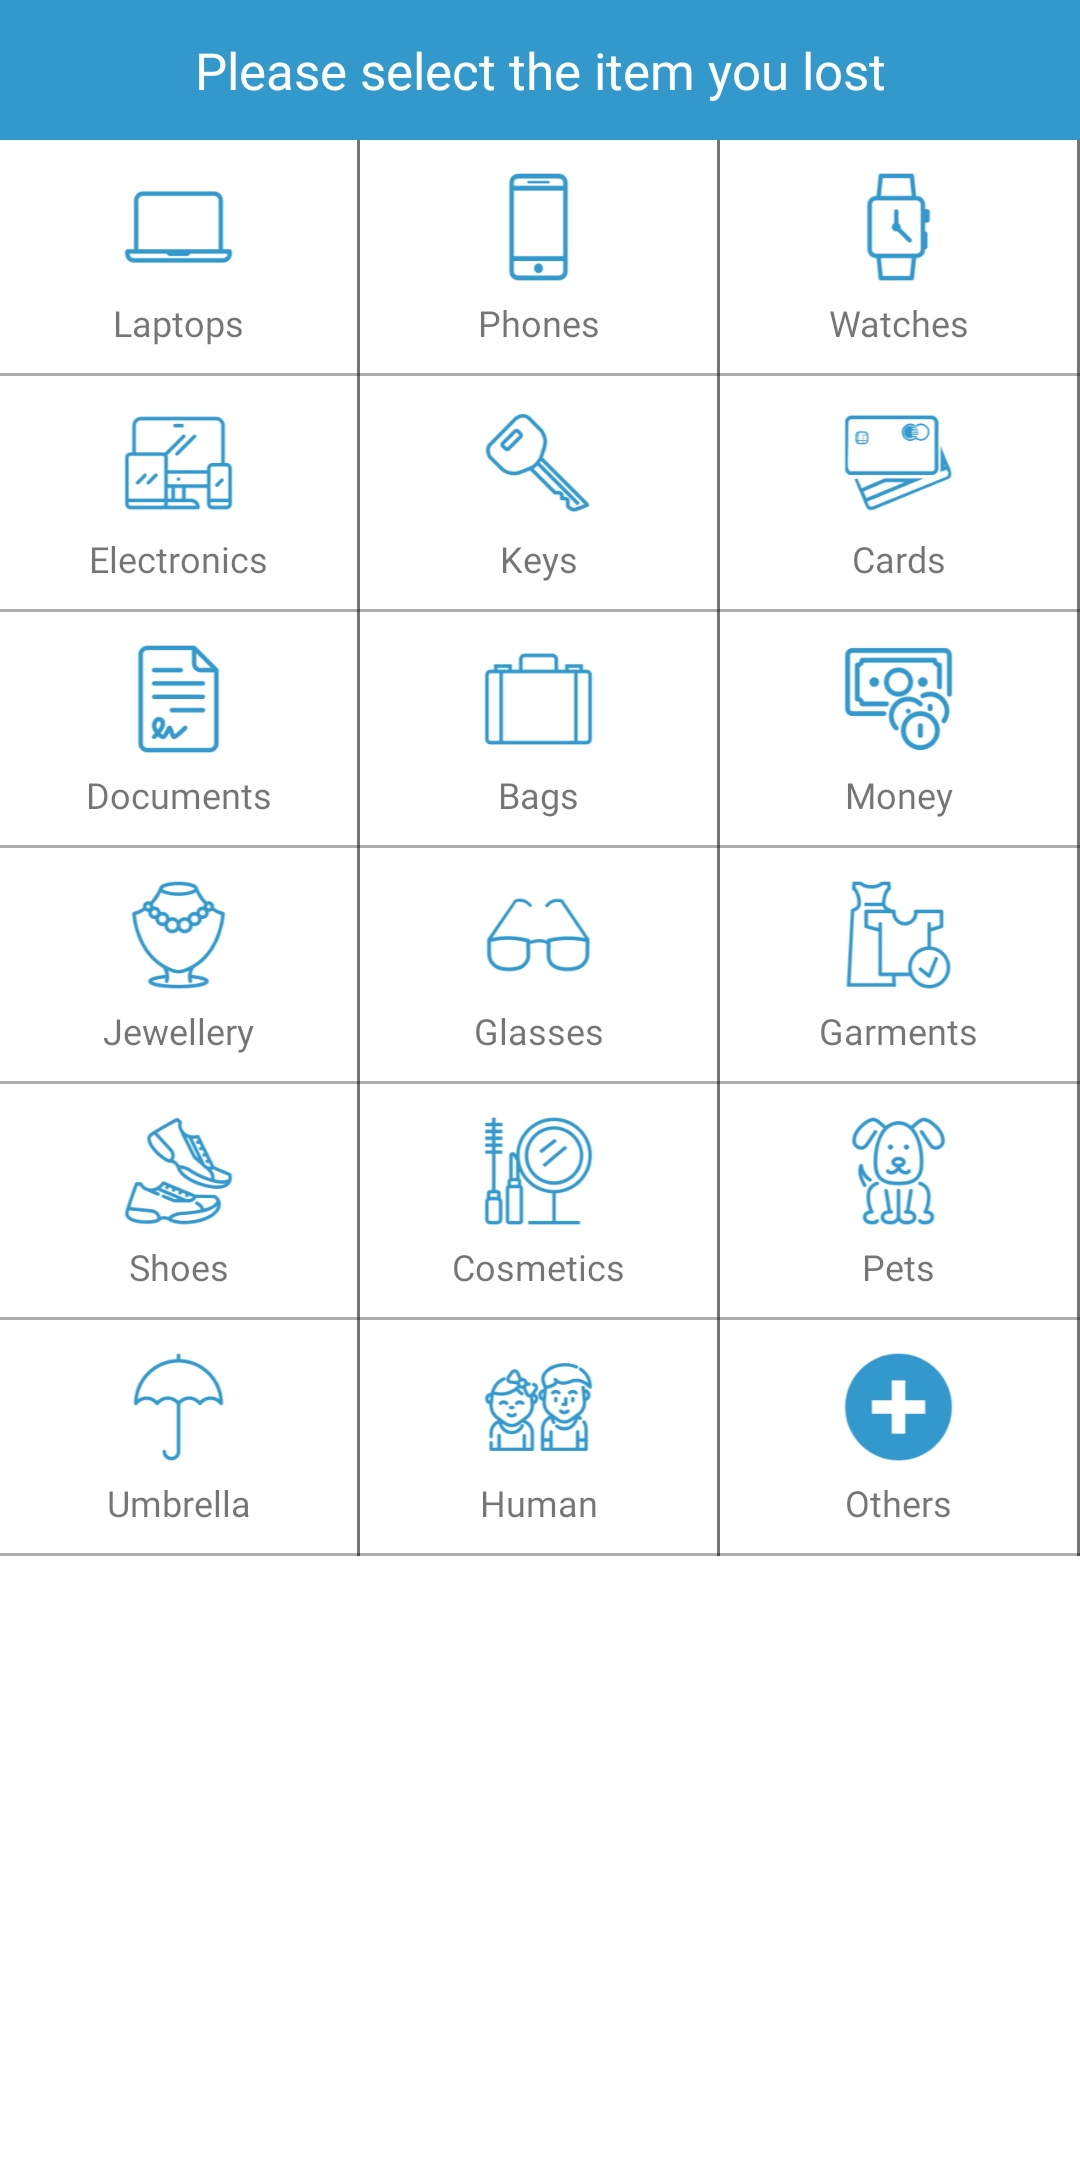 Please select the item you lost
Laptops
Phones
Watches
Electronics
Keys
Cards
Documents
Bags
Money
Jewellery
Glasses
Garments
Shoes
Cosmetics
Pets
Umbrella
Human
Others